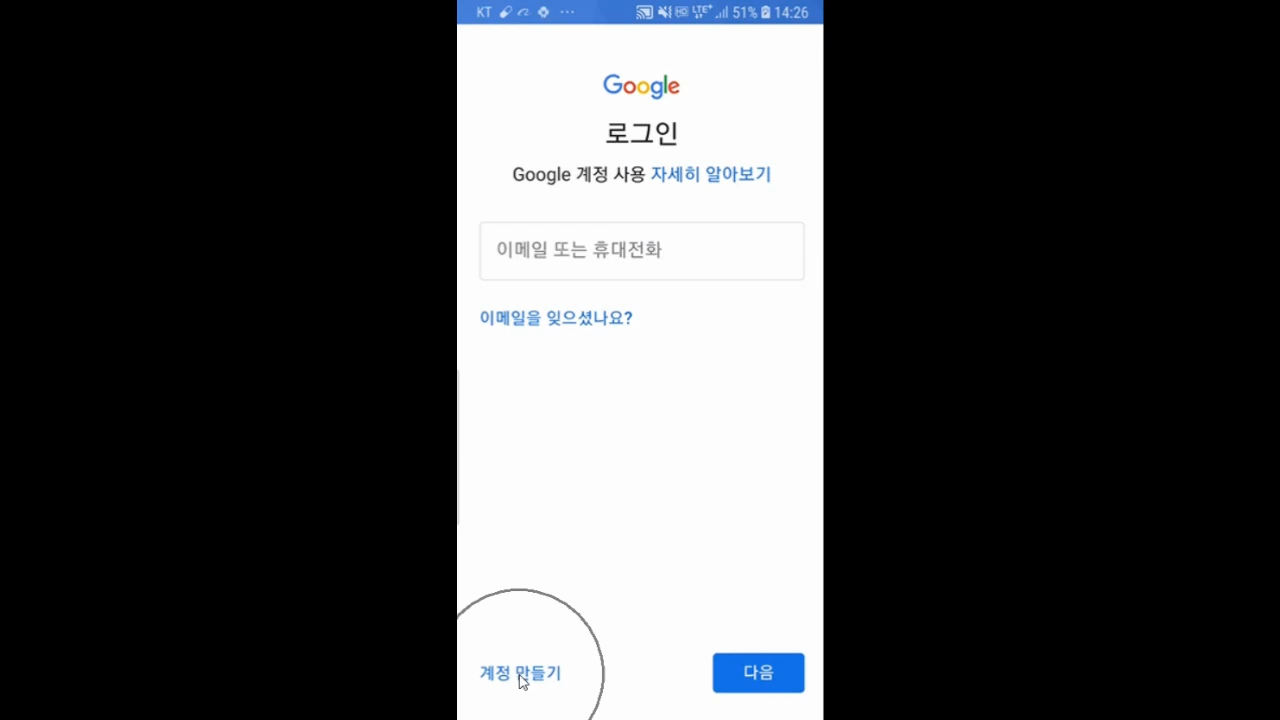 KT ... LTE+ 51% 14:26
Google
로그인
Google 계정 사용 자세히 알아보기
이메일 또는 휴대전화
이메일을 잊으셨나요?
계정 만들기 다음